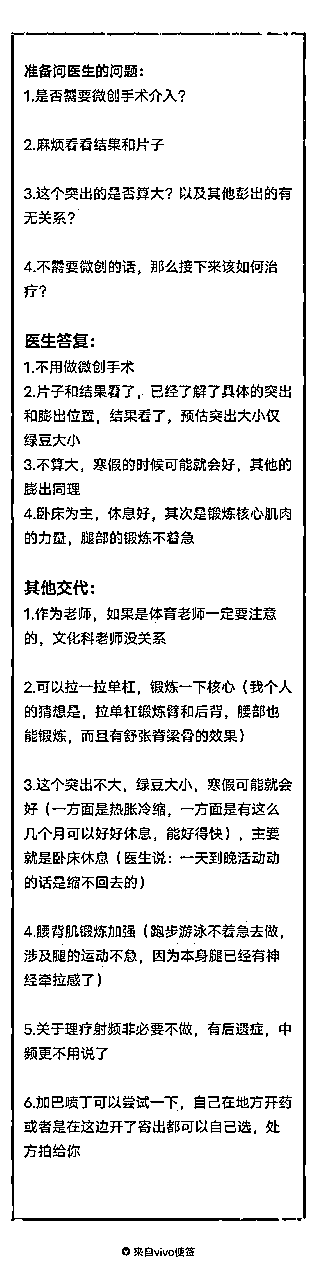 准备问医生的问题：
1.是否需要微创手术介入？
2.麻烦看看结果和片子
3.这个突出的是否算大？以及其他膨出的有
无关系？
4.不需要微创的话，那么接下来该如何治
疗？
医生答复：
1.不用做微创手术
2.片子和结果看了，已经了解了具体的突出
和膨出位置，结果看了，预估突出大小仅
绿豆大小
3.不算大，寒假的时候可能就会好，其他的
膨出同理
4.卧床为主，休息好，其次是锻炼核心肌肉
的力量，腿部的锻炼不着急
其他交代：
1.作为老师，如果是体育老师一定要注意
的，文化科老师没关系
2.可以拉一拉单杠，锻炼一下核心（我个人
的猜想是，拉单杠锻炼臂和后背，腰部也
能锻炼，而且有舒张脊梁骨的效果）
3.这个突出不大，绿豆大小，寒假可能就会
好（一方面是热胀冷缩，一方面是有这么
几个月可以好好休息，能好得快），主要
就是卧床休息（医生说：一天到晚活动动
的话是缩不回去的）
4.腰背肌锻炼加强（跑步游泳不着急去做，
涉及腿的运动不急，因为本身腿已经有神
经牵拉感了）
5.关于理疗射频非必要不做，有后遗症，中
频更不用说了
6.加巴喷丁可以尝试一下，自己在地方开药
或者是在这边开了寄出都可以自己选，处
方拍给你
来自vivo便签